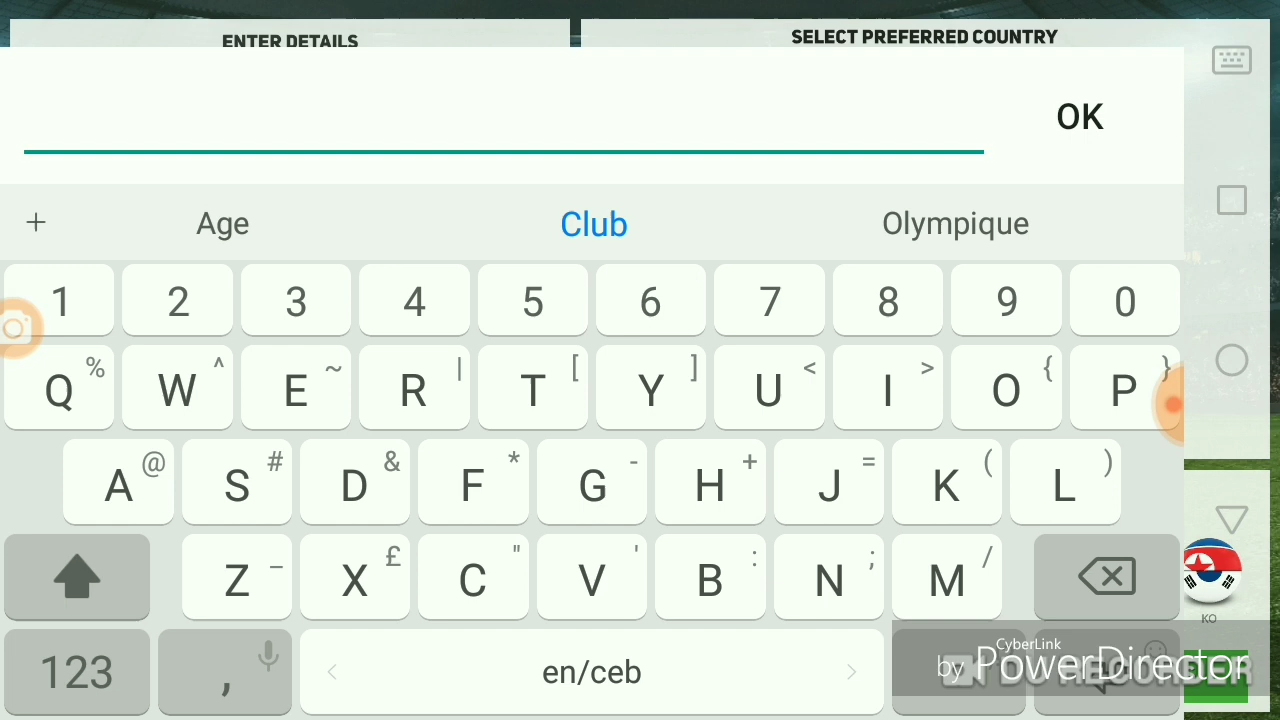 ENTER DETAILS
SELECT PREFERRED COUNTRY
OK
+ Age Club Olympique
1 2 3 4 5 6 7 8 9 0
Q % W ^ E ~ R | T [ Y ] U < I > O { P }
A @ S # D & F * G - H + J = K ( L )
Z _ X £ C " V ' B : N ; M /
KO
123 , < en/ceb >
CyberLink
by PowerDirector
RECORDER